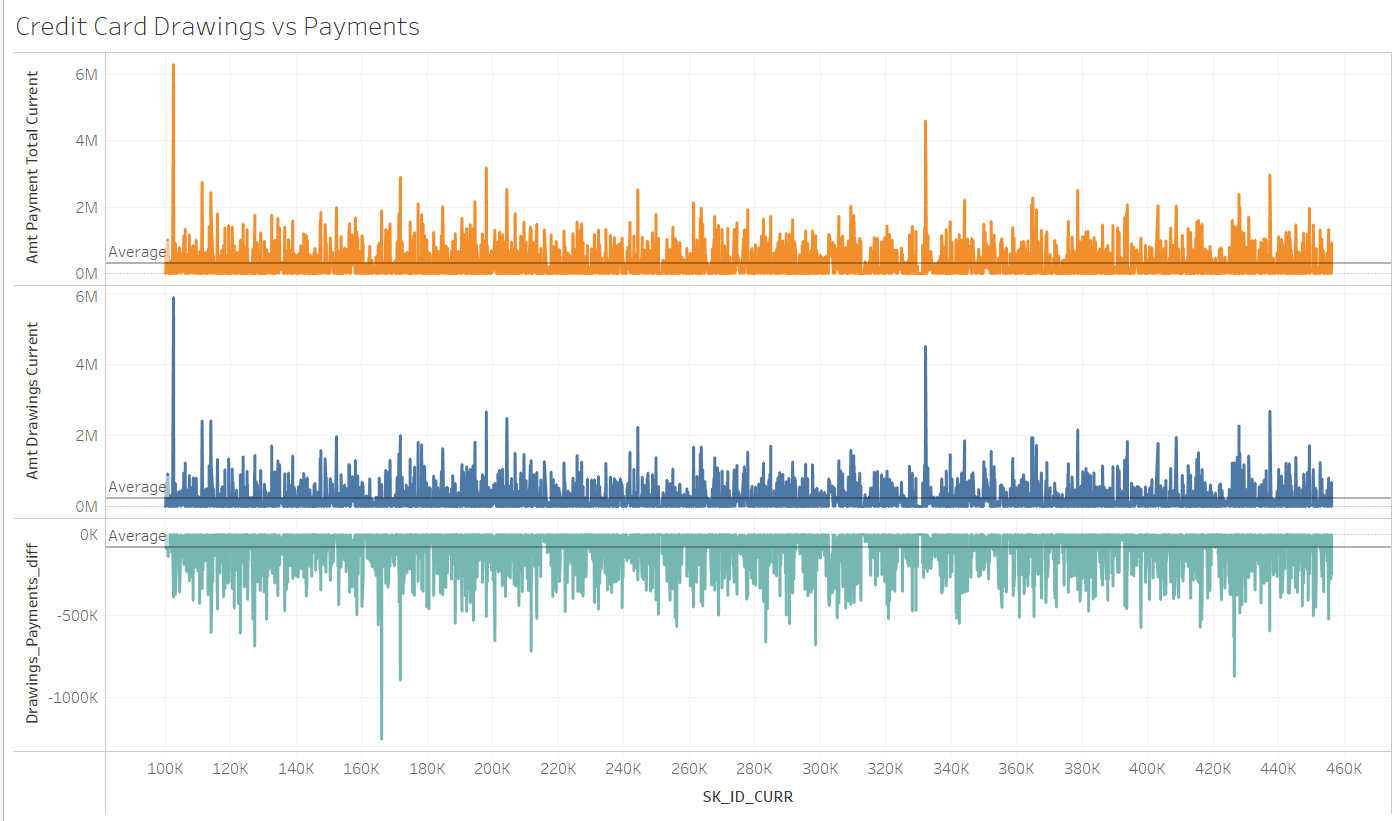 Credit Card Drawings vs Payments
Amt Payment Total Current
6M
4M
2M
Average
0M
Amt Drawings Current
6M
4M
2M
Average
0M
Drawings_Payments_diff
0K
Average
-500K
-1000K
100K 120K 140K 160K 180K 200K 220K 240K 260K 280K 300K 320K 340K 360K 380K 400K 420K 440K 460K
SK_ID_CURR